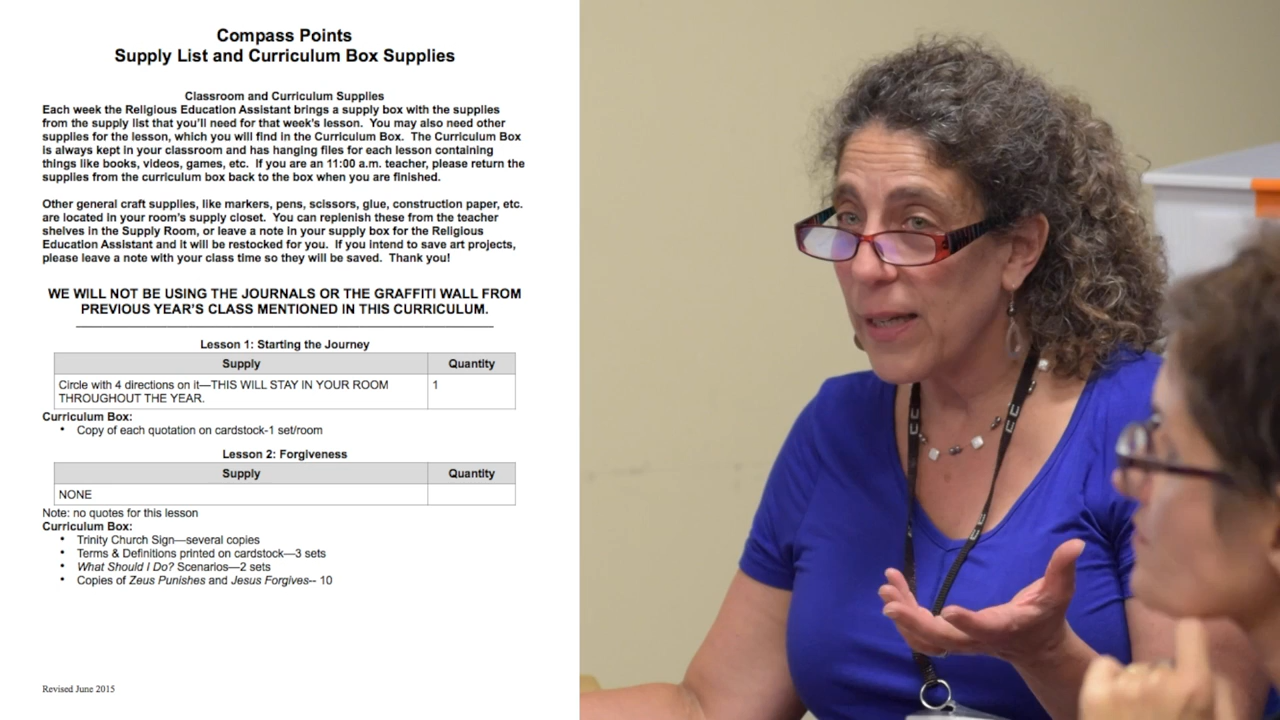 Compass Points
Supply List and Curriculum Box Supplies
Classroom and Curriculum Supplies
Each week the Religious Education Assistant brings a supply box with the supplies
from the supply list that you’ll need for that week’s lesson. You may also need other
supplies for the lesson, which you will find in the Curriculum Box. The Curriculum Box
is always kept in your classroom and has hanging files for each lesson containing
things like books, videos, games, etc. If you are an 11:00 a.m. teacher, please return the
supplies from the curriculum box back to the box when you are finished.
Other general craft supplies, like markers, pens, scissors, glue, construction paper, etc.
are located in your room’s supply closet. You can replenish these from the teacher
shelves in the Supply Room, or leave a note in your supply box for the Religious
Education Assistant and it will be restocked for you. If you intend to save art projects,
please leave a note with your class time so they will be saved. Thank you!
WE WILL NOT BE USING THE JOURNALS OR THE GRAFFITI WALL FROM
PREVIOUS YEAR’S CLASS MENTIONED IN THIS CURRICULUM.
Lesson 1: Starting the Journey
Supply Quantity
Circle with 4 directions on it—THIS WILL STAY IN YOUR ROOM 1
THROUGHOUT THE YEAR.
Curriculum Box:
• Copy of each quotation on cardstock-1 set/room
Lesson 2: Forgiveness
Supply Quantity
NONE
Note: no quotes for this lesson
Curriculum Box:
• Trinity Church Sign—several copies
• Terms & Definitions printed on cardstock—3 sets
• What Should I Do? Scenarios—2 sets
• Copies of Zeus Punishes and Jesus Forgives-- 10
Revised June 2015